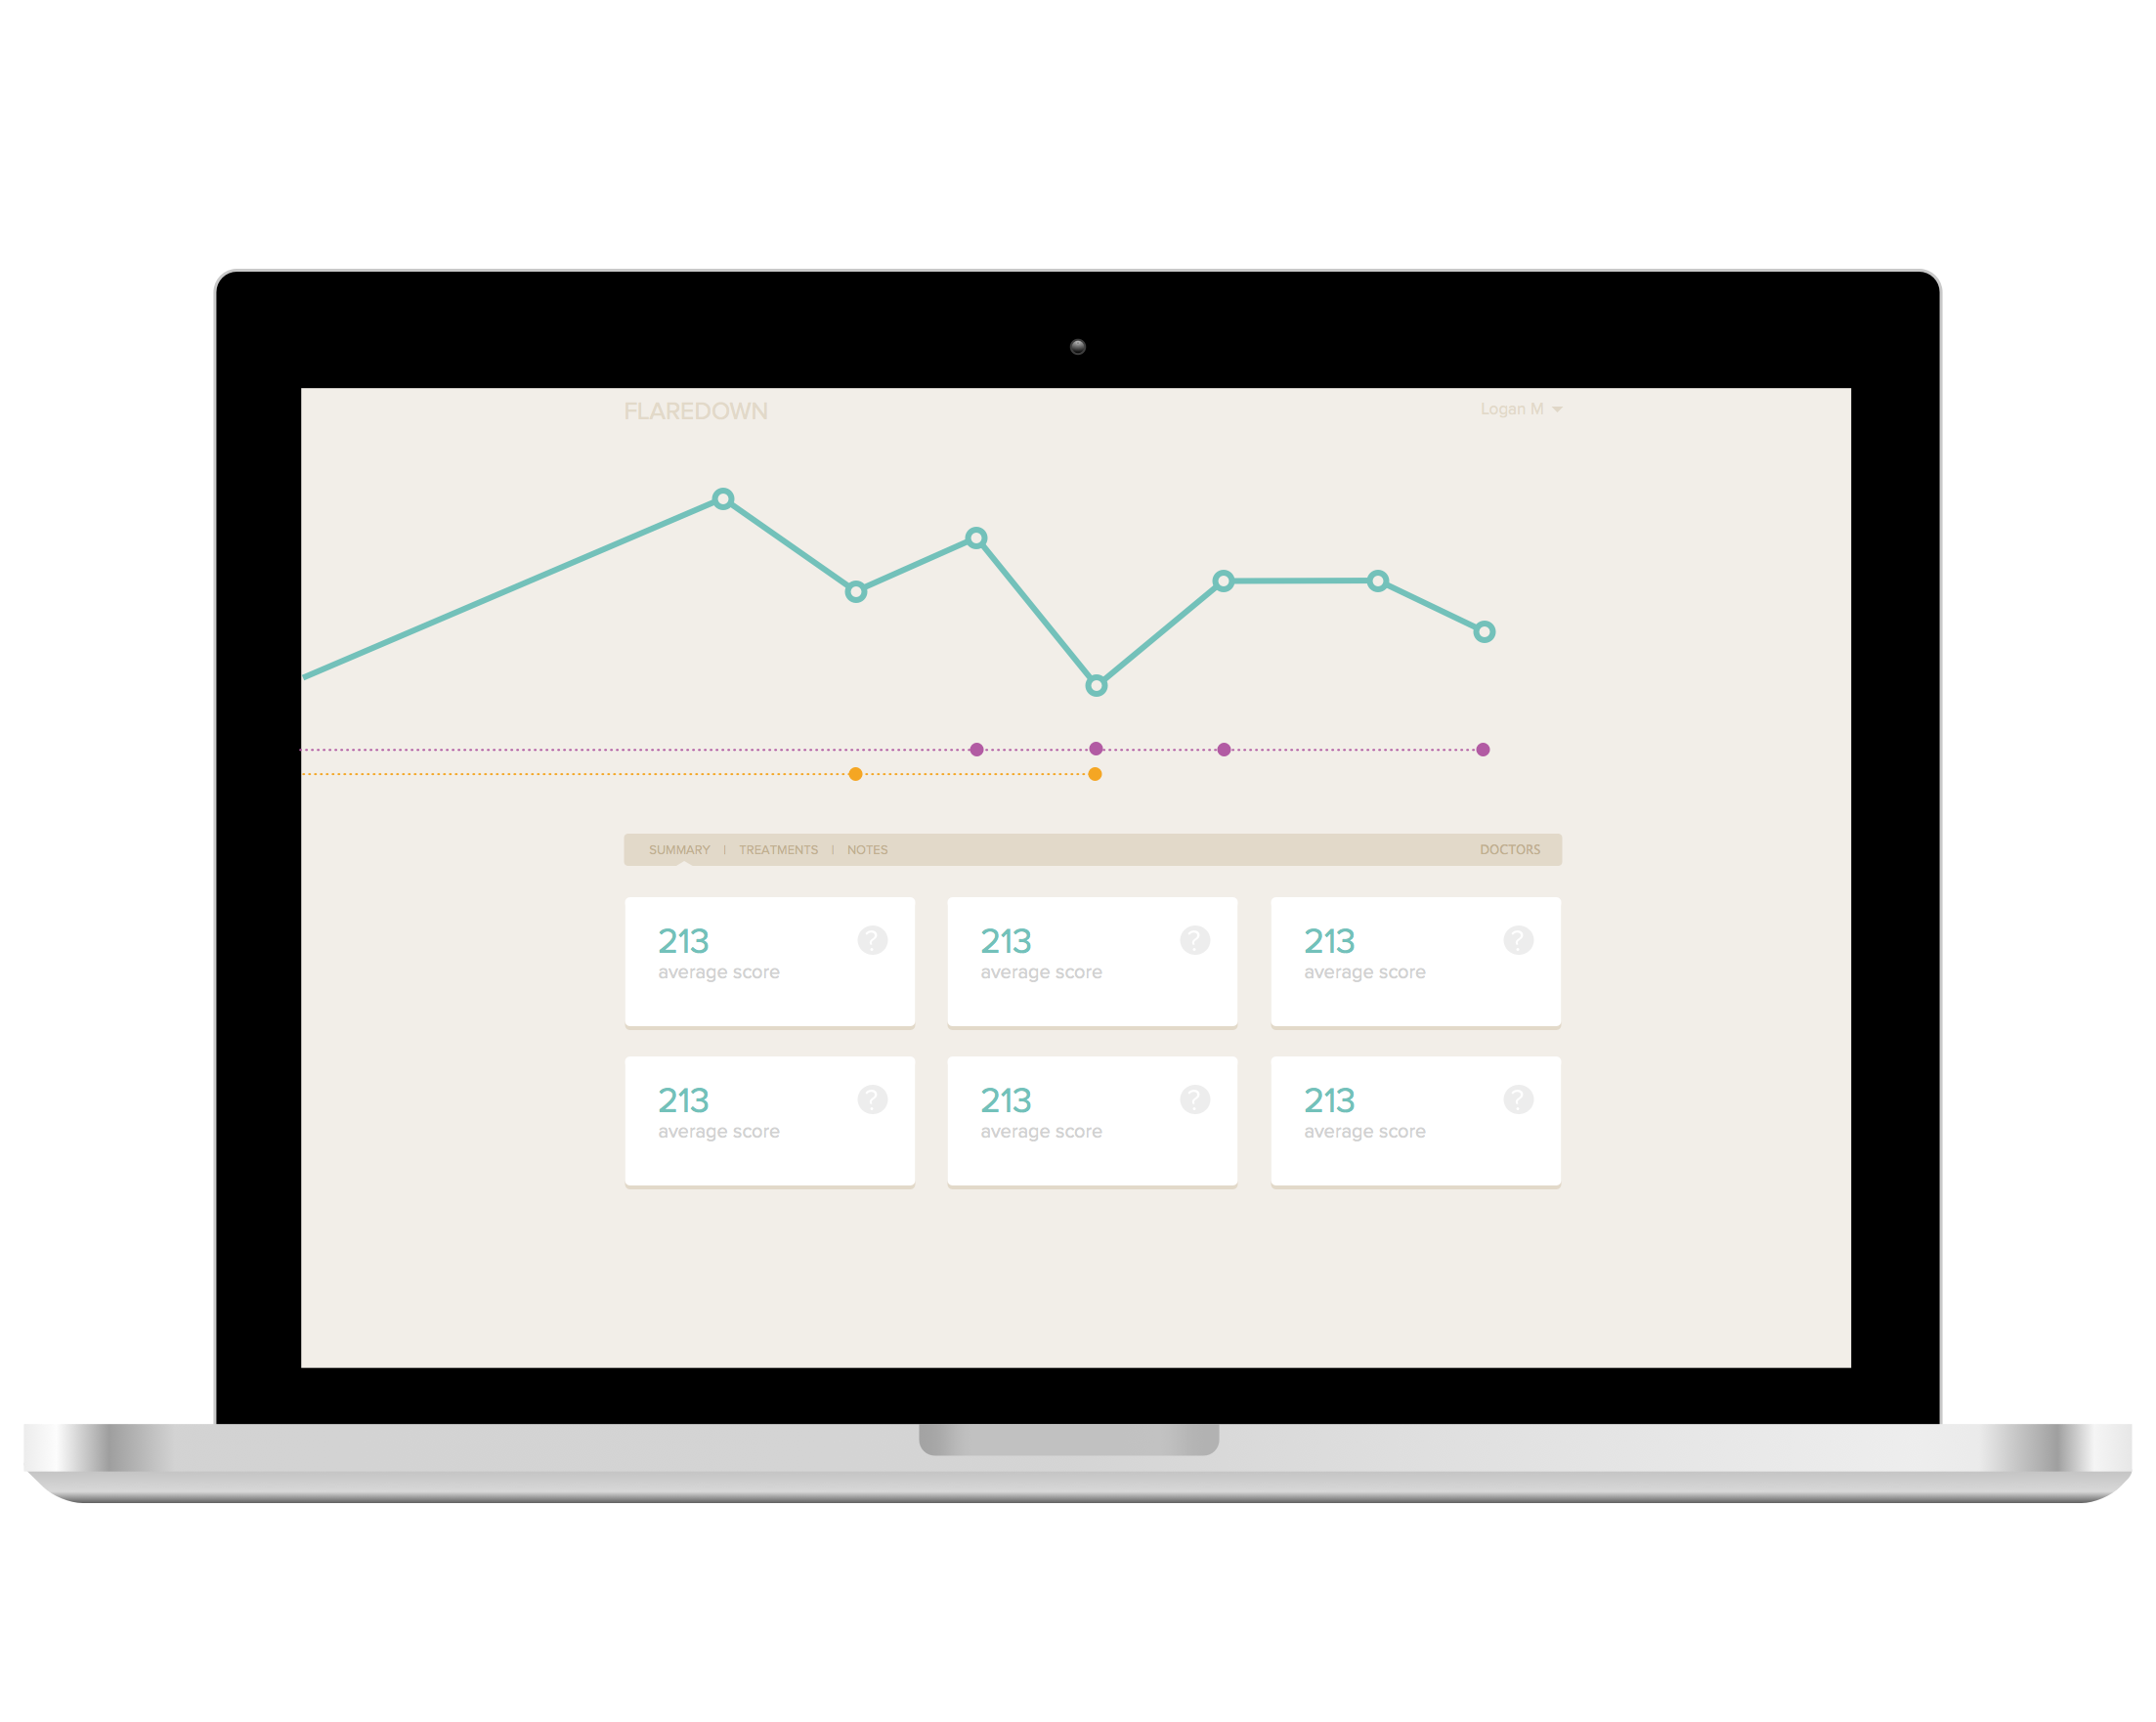 FLAREDOWN
Logan M
SUMMARY | TREATMENTS | NOTES
DOCTORS
213 ?
average score
213 ?
average score
213 ?
average score
213 ?
average score
213 ?
average score
213 ?
average score